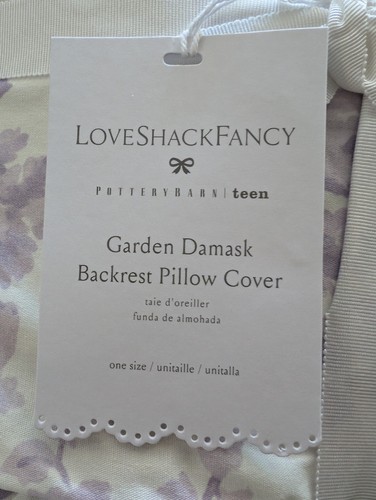 LOVESHACKFANCY
POTTERYBARN | teen
Garden Damask
Backrest Pillow Cover
taie d'oreiller
funda de almohada
one size / unitaille / unitalla